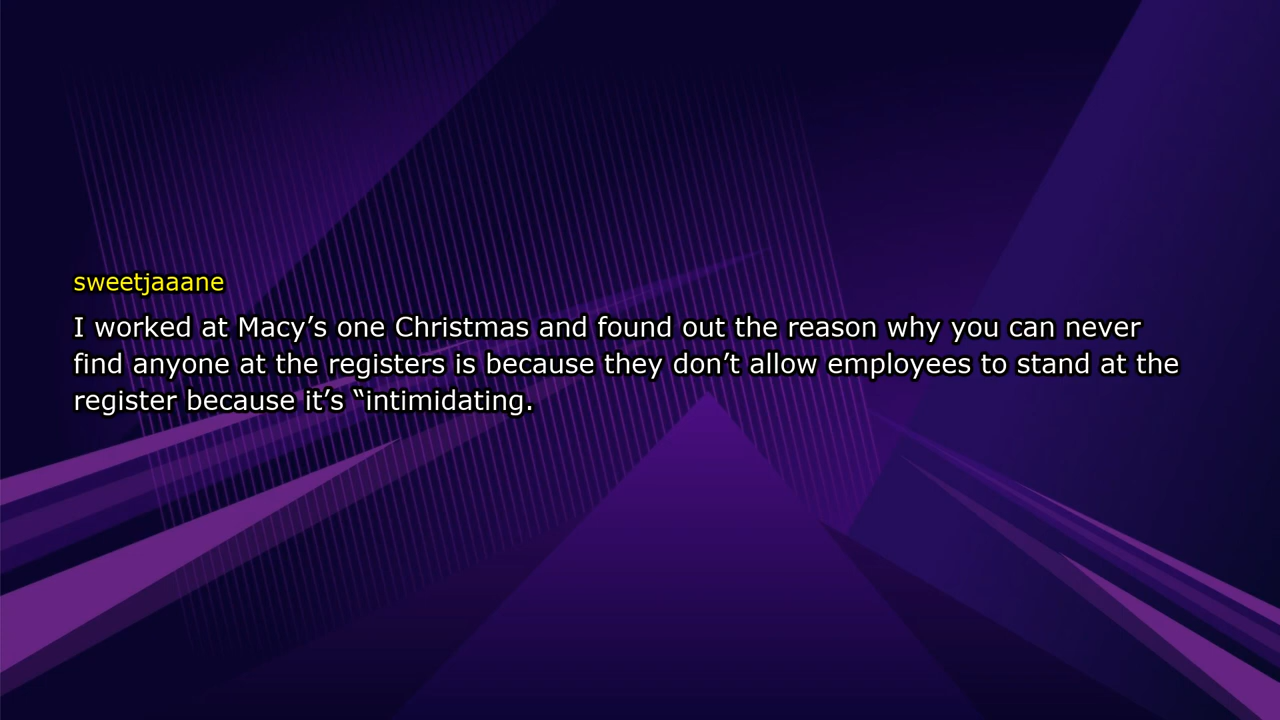 sweetjaaane
I worked at Macy’s one Christmas and found out the reason why you can never
find anyone at the registers is because they don’t allow employees to stand at the
register because it’s “intimidating.